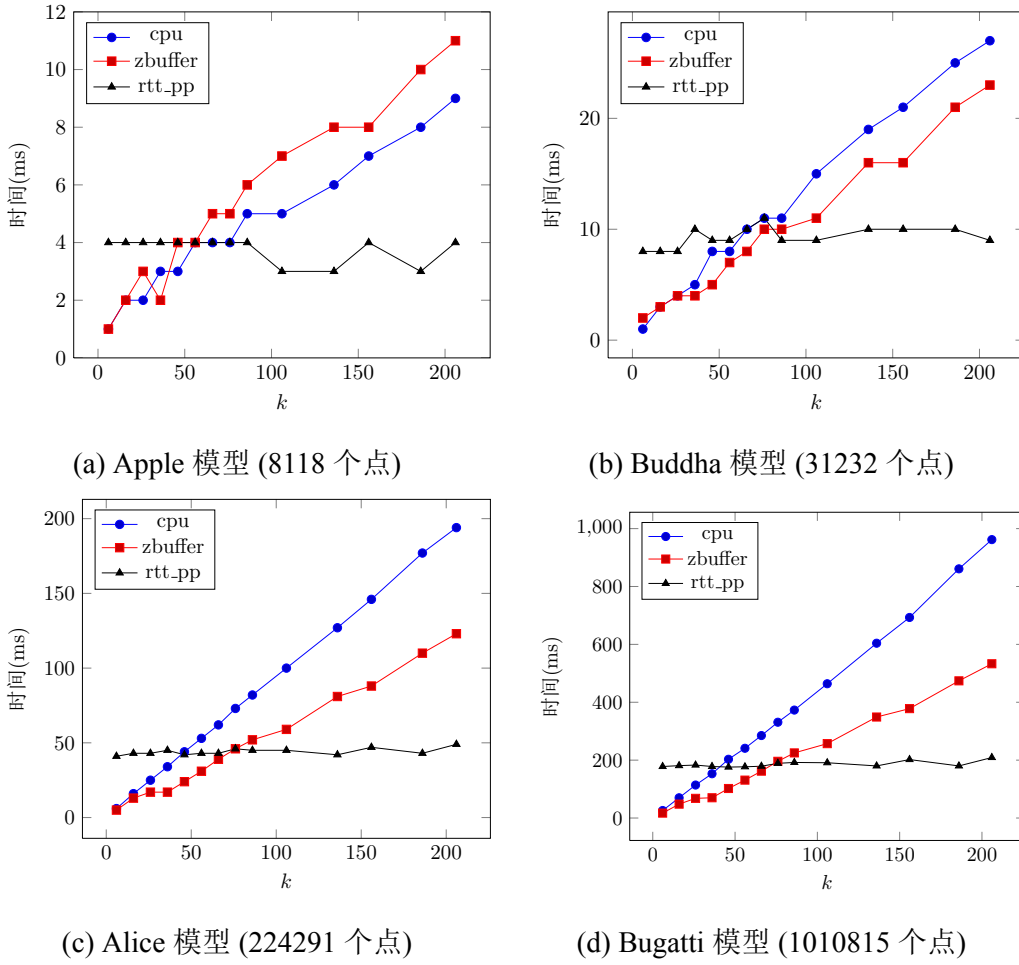 12
10
8
6
4
2
0
时间(ms)
cpu
zbuffer
rtt_pp
0 50 100 150 200
k
(a) Apple 模型 (8118 个点)
20
10
0
时间(ms)
cpu
zbuffer
rtt_pp
0 50 100 150 200
k
(b) Buddha 模型 (31232 个点)
200
150
100
50
0
时间(ms)
cpu
zbuffer
rtt_pp
0 50 100 150 200
k
(c) Alice 模型 (224291 个点)
1,000
800
600
400
200
0
时间(ms)
cpu
zbuffer
rtt_pp
0 50 100 150 200
k
(d) Bugatti 模型 (1010815 个点)